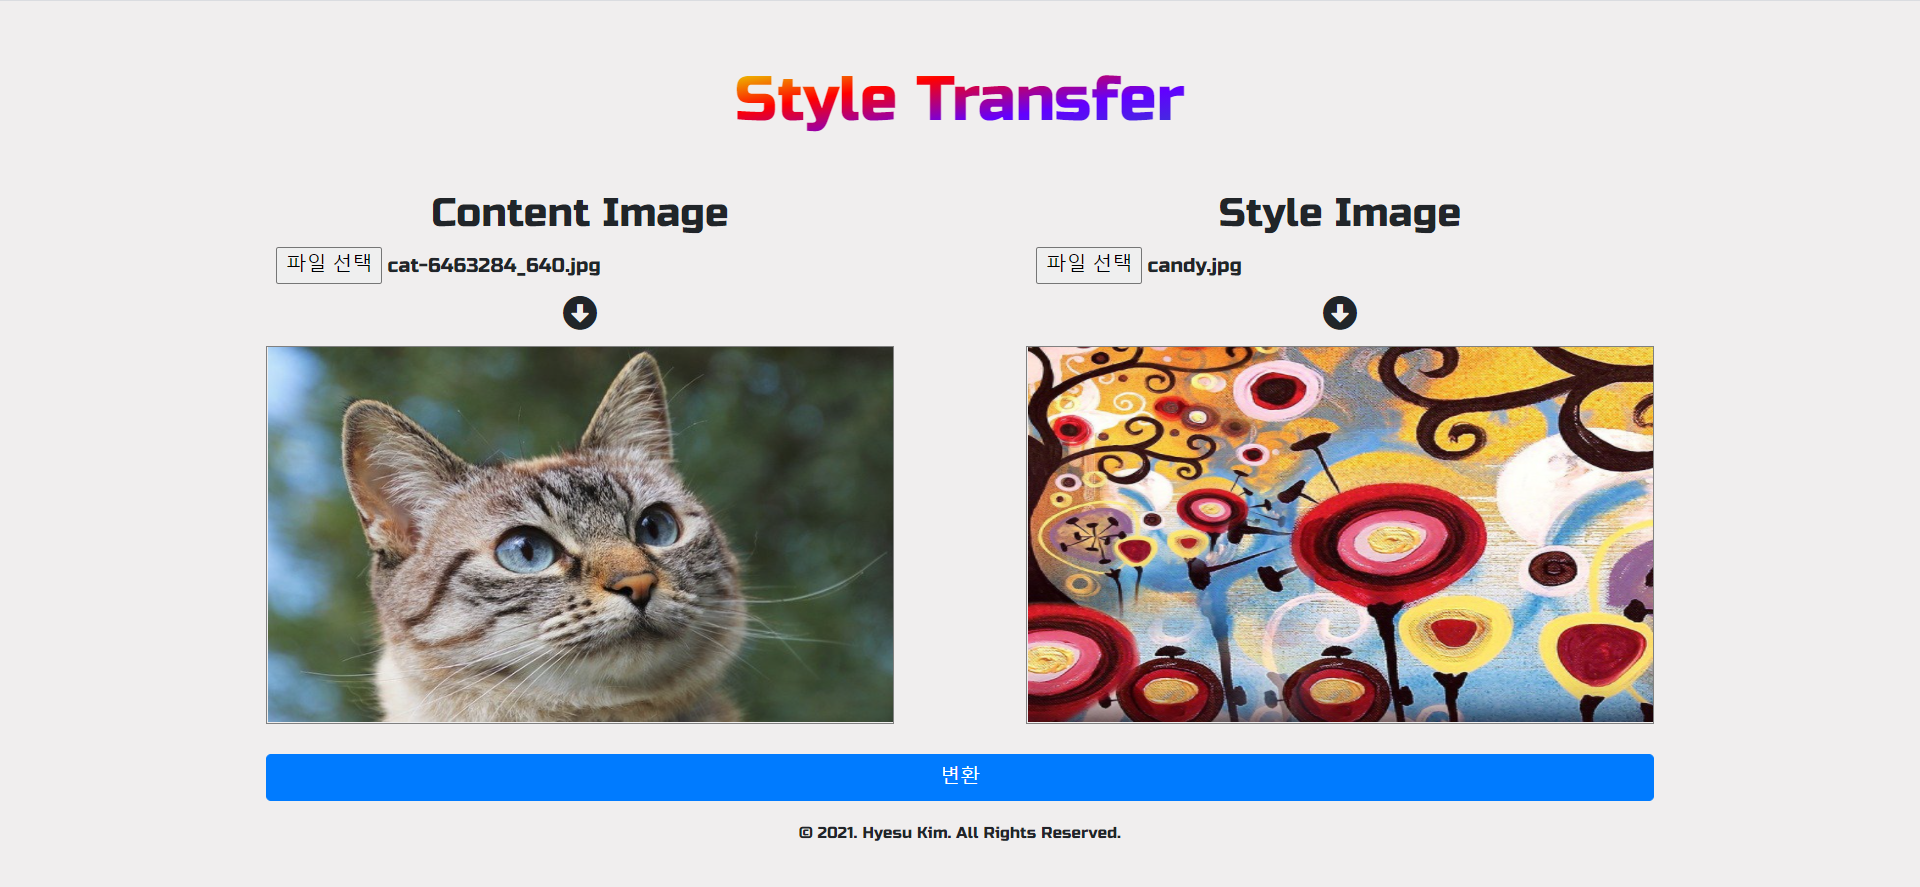 Style Transfer
Content Image
파일 선택 cat-6463284_640.jpg
Style Image
파일 선택 candy.jpg
변환
© 2021. Hyesu Kim. All Rights Reserved.